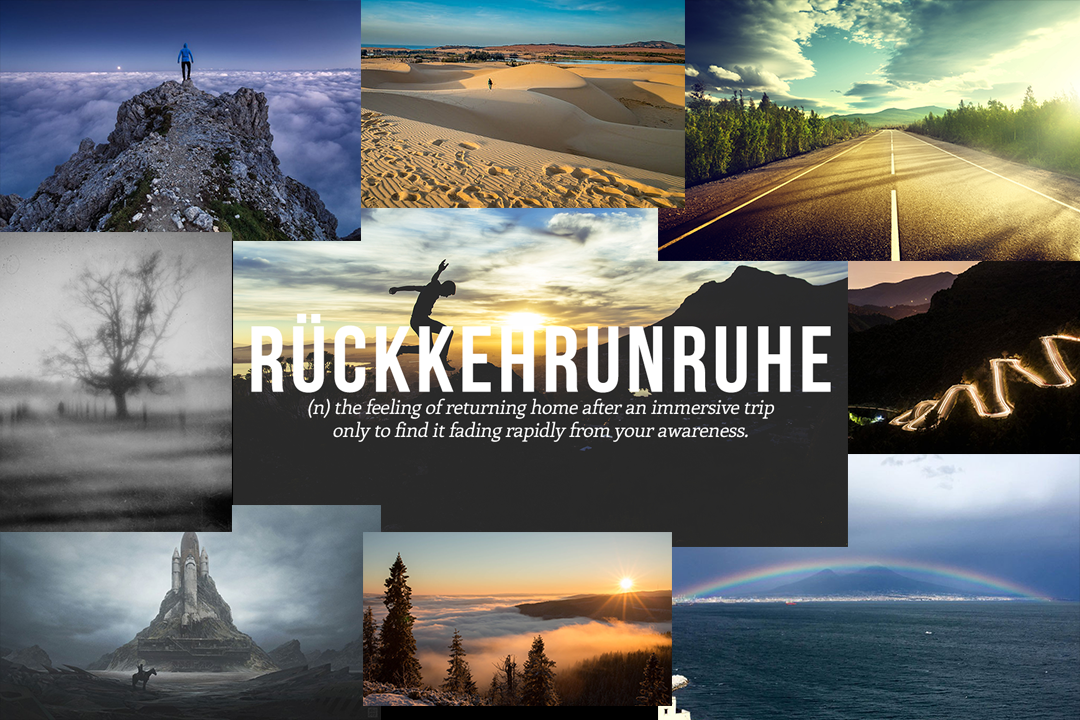 RÜCKKEHRUNRUHE
(n) the feeling of returning home after an immersive trip
only to find it fading rapidly from your awareness.